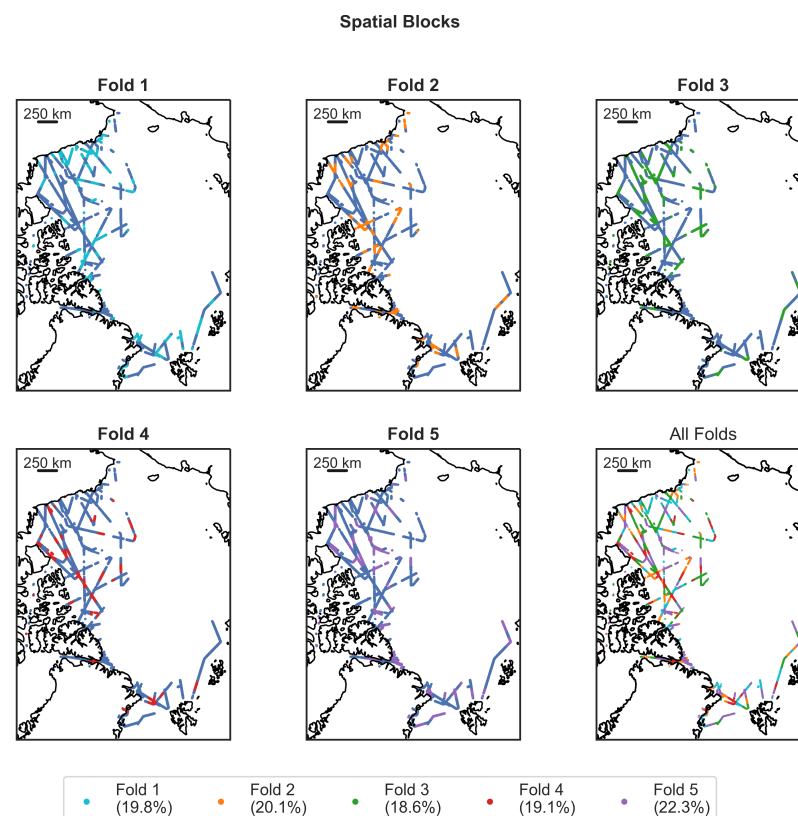 Spatial Blocks
Fold 1
Fold 2
Fold 3
250 km
250 km
250 km
Fold 4
Fold 5
All Folds
250 km
250 km
250 km
Fold 1
(19.8%)
Fold 2
(20.1%)
Fold 3
(18.6%)
Fold 4
(19.1%)
Fold 5
(22.3%)